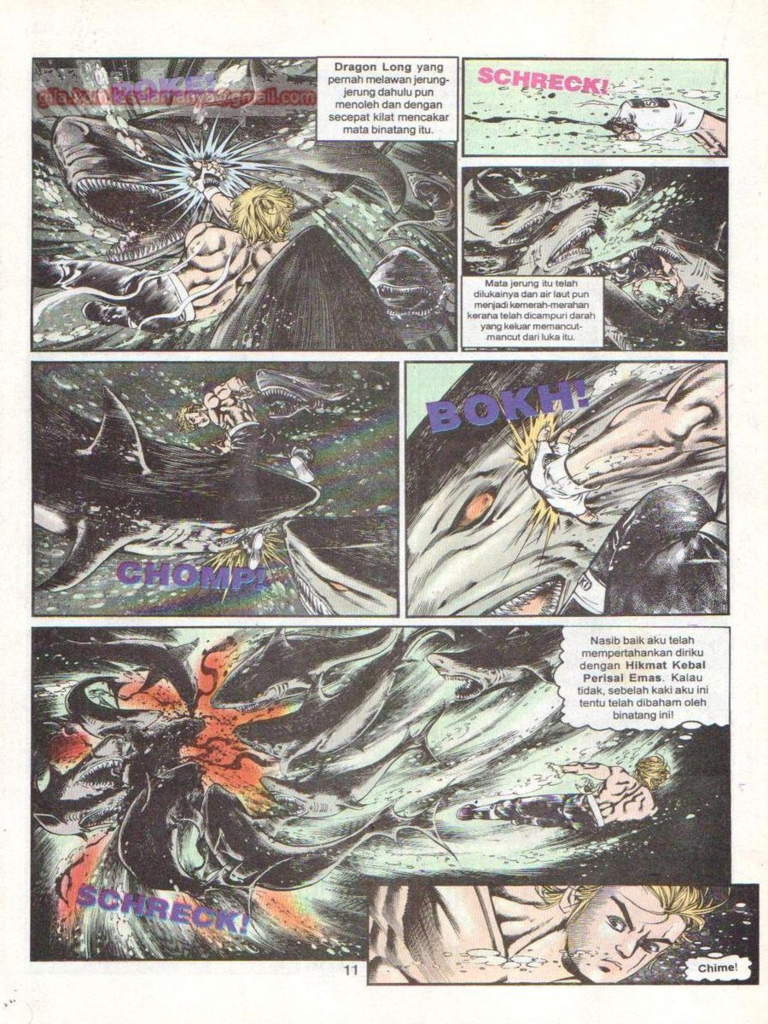 BOKE!
Dragon Long yang
pernah melawan jerung-
jerung dahulu pun
menoleh dan dengan
secepat kilat mencakar
mata binatang itu.
SCHRECK!
Mata jerung itu telah
dilukainya dan air laut pun
menjadi kemerah-merahan
kerana telah dicampuri darah
yang keluar memancut-
mancut dari luka itu.
CHOMP!
BOKH!
Nasib baik aku telah
mempertahankan diriku
dengan Hikmat Kebal
Perisai Emas. Kalau
tidak, sebelah kaki aku ini
tentu telah dibaham oleh
binatang ini!
SCHRECK!
Chime!
11